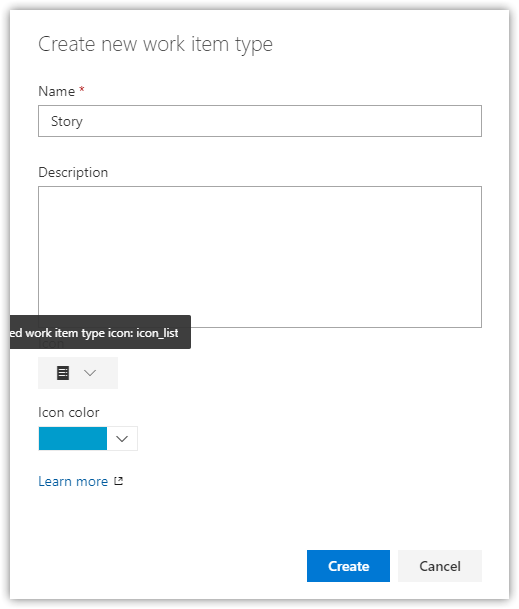 Create new work item type
Name *
Story
Description
ed work item type icon: icon_list
Icon color
Learn more
Create
Cancel